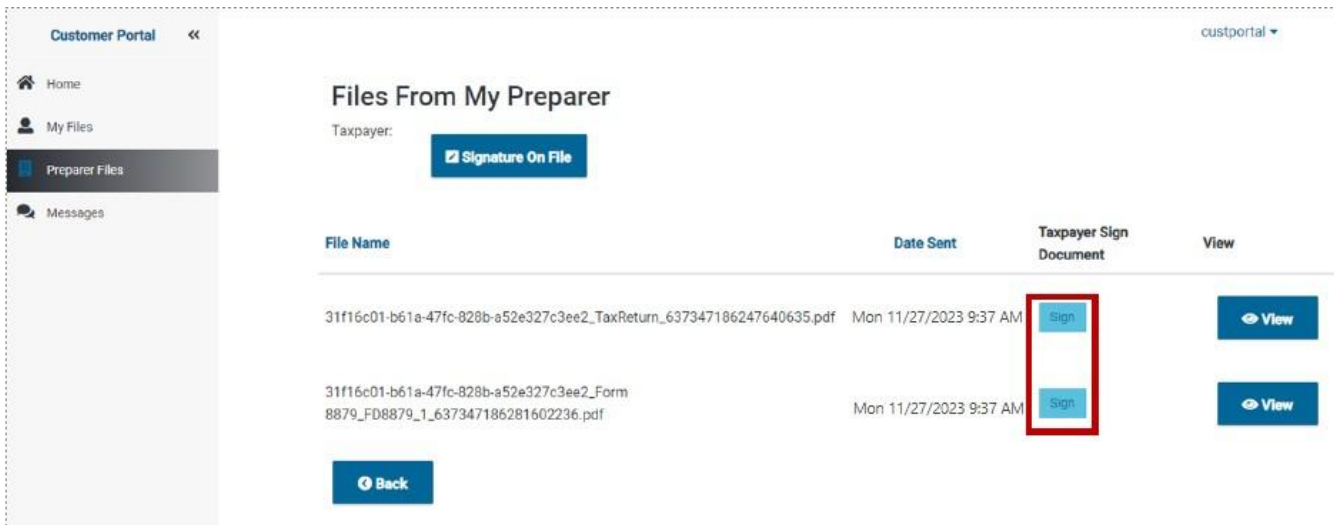 Customer Portal
custportal
Home
My Files
Preparer Files
Messages
Files From My Preparer
Taxpayer:
Signature On File
File Name Date Sent Taxpayer Sign Document View
31f16c01-b61a-47fc-828b-a52e327c3ee2_TaxReturn_637347186247640635.pdf Mon 11/27/2023 9:37 AM Sign View
31f16c01-b61a-47fc-828b-a52e327c3ee2_Form
8879_FD8879_1_637347186281602236.pdf Mon 11/27/2023 9:37 AM Sign View
Back